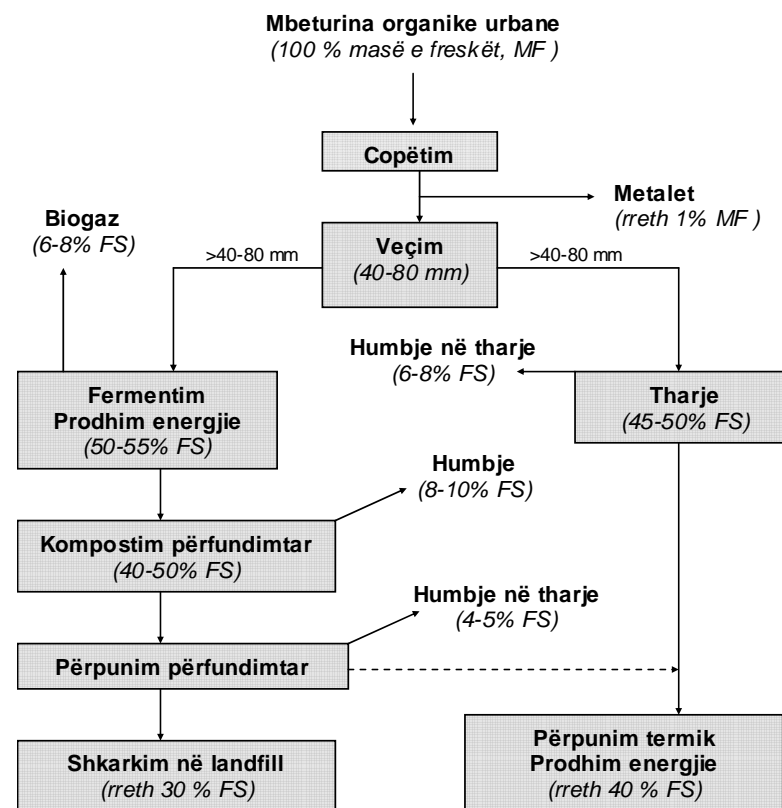 Mbeturina organike urbane
(100 % masë e freskët, MF )
Copëtim
Metalet
(rreth 1% MF )
Biogaz
(6-8% FS)
Veçim
(40-80 mm)
>40-80 mm
>40-80 mm
Humbje në tharje
(6-8% FS)
Fermentim
Prodhim energjie
(50-55% FS)
Tharje
(45-50% FS)
Humbje
(8-10% FS)
Kompostim përfundimtar
(40-50% FS)
Humbje në tharje
(4-5% FS)
Përpunim përfundimtar
Shkarkim në landfill
(rreth 30 % FS)
Përpunim termik
Prodhim energjie
(rreth 40 % FS)